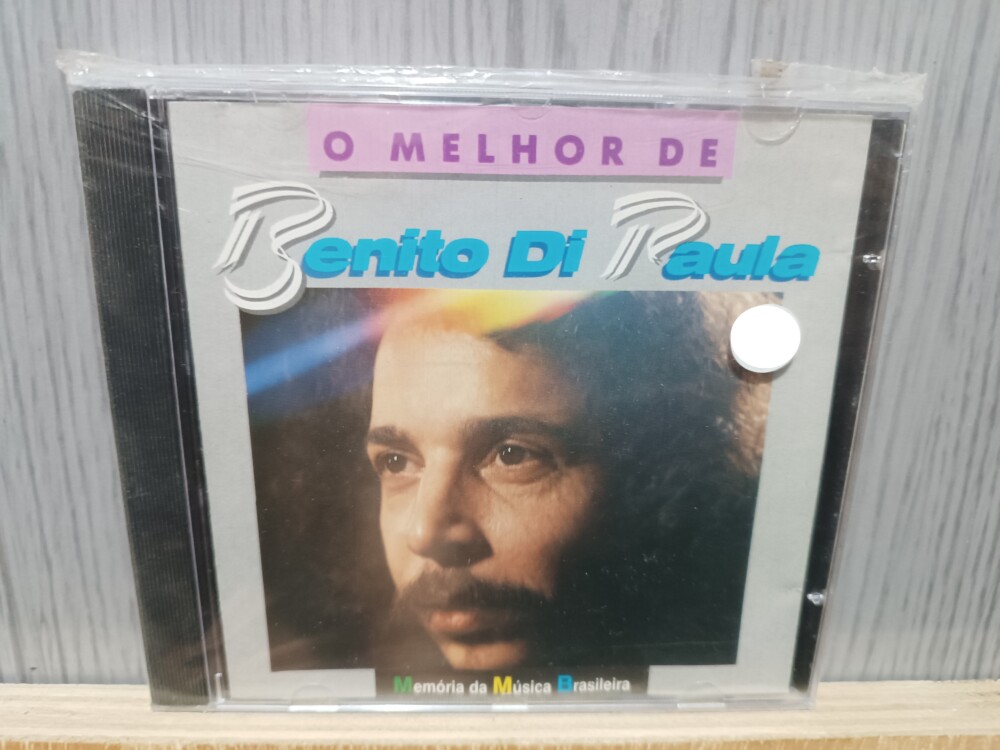 O MELHOR DE
Benito Di Paula
Memória da Música Brasileira